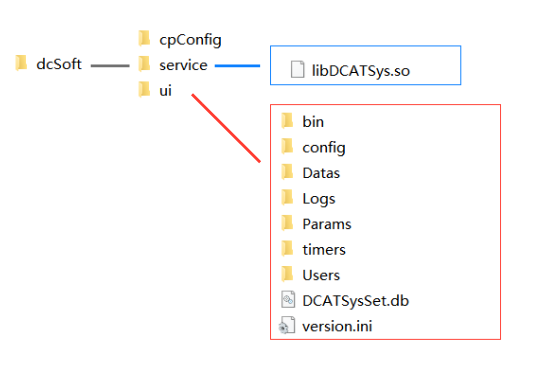 dcSoft
cpConfig
service
ui
libDCATSys.so
bin
config
Datas
Logs
Params
timers
Users
DCATSysSet.db
version.ini